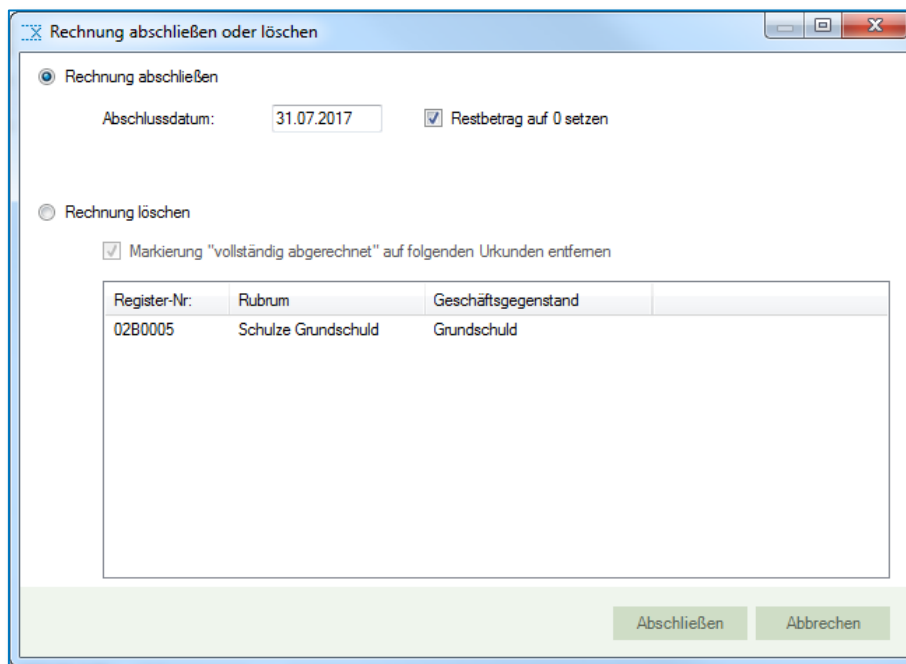 Rechnung abschließen oder löschen
Rechnung abschließen
Abschlussdatum: 31.07.2017 Restbetrag auf 0 setzen
Rechnung löschen
Markierung "vollständig abgerechnet" auf folgenden Urkunden entfernen
Register-Nr: Rubrum Geschäftsgegenstand
02B0005 Schulze Grundschuld Grundschuld
Abschließen Abbrechen